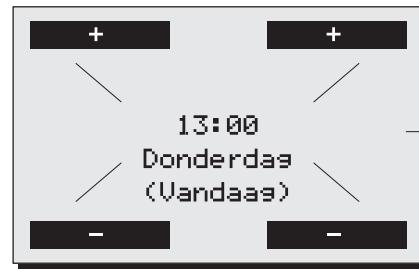 + +
13:00
Donderdag
(Vandaag)
- -